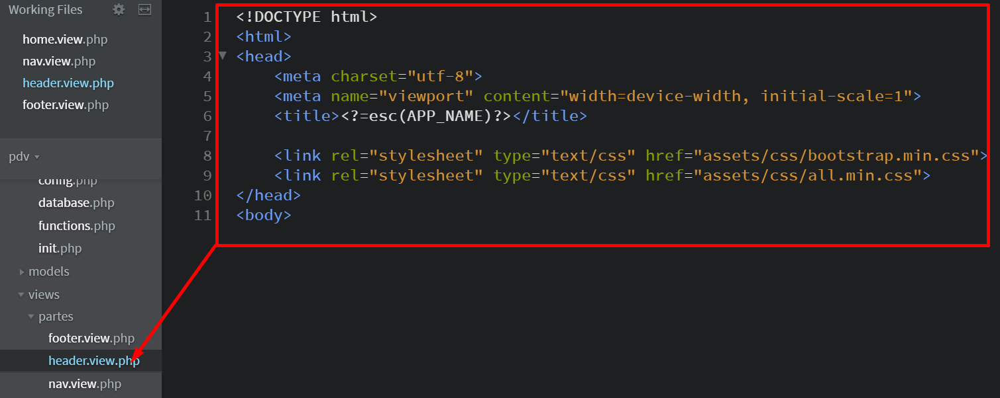 Working Files
home.view.php
nav.view.php
header.view.php
footer.view.php
pdv
config.php
database.php
functions.php
init.php
models
views
partes
footer.view.php
header.view.php
nav.view.php
1 <!DOCTYPE html>
2 <html>
3 <head>
4     <meta charset="utf-8">
5     <meta name="viewport" content="width=device-width, initial-scale=1">
6     <title><?=esc(APP_NAME)?></title>
7
8     <link rel="stylesheet" type="text/css" href="assets/css/bootstrap.min.css">
9     <link rel="stylesheet" type="text/css" href="assets/css/all.min.css">
10 </head>
11 <body>